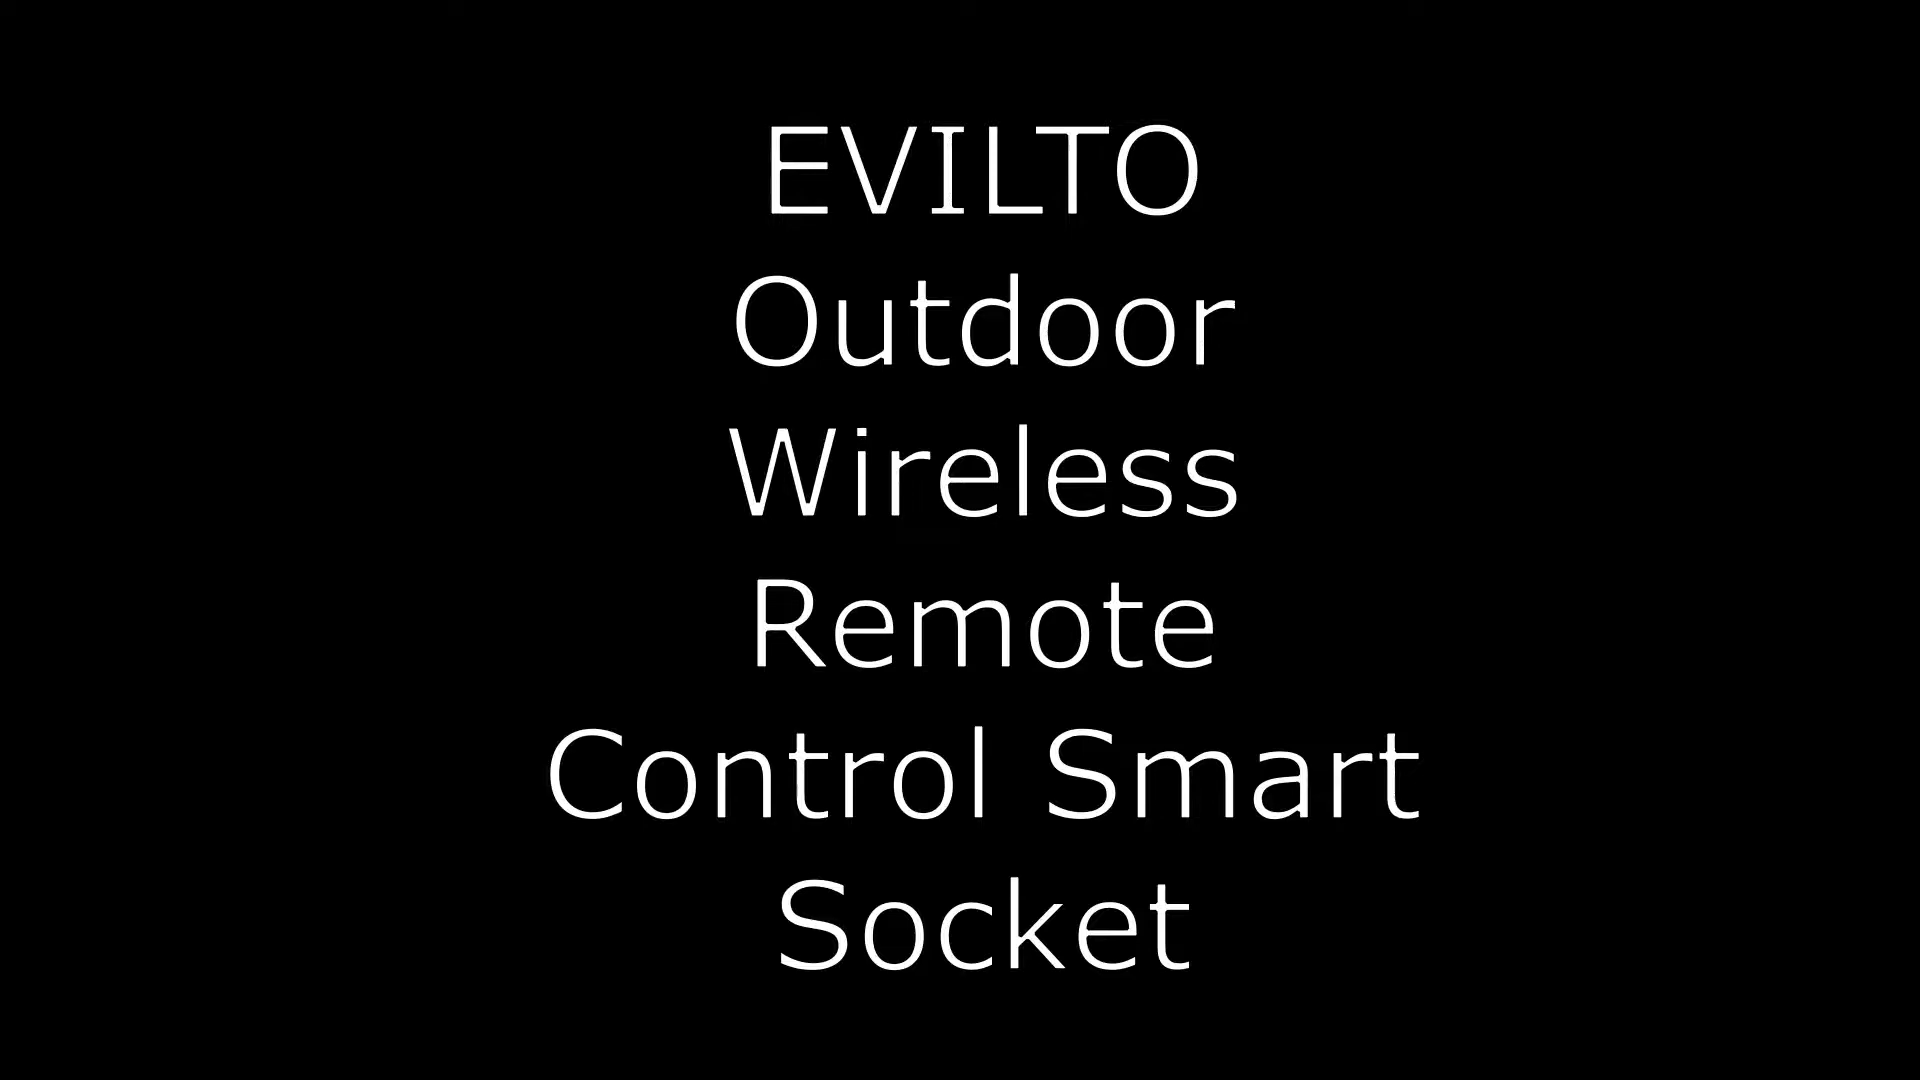 EVILTO
Outdoor
Wireless
Remote
Control Smart
Socket